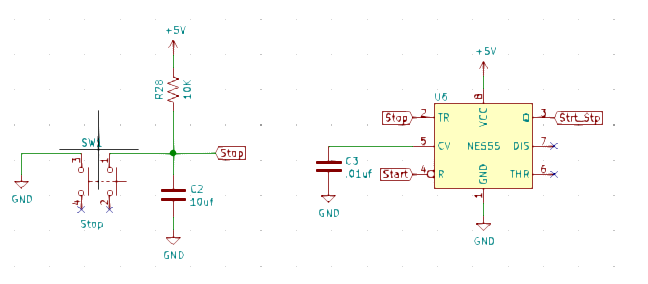 +5V
R28
10K
SW1
3
1
4
2
Stop
GND
Stop
C2
10uf
GND
+5V
U6
8
VCC
Stop
2
TR
Q
3
Strt_Stp
5
CV
NE555
DIS
7
C3
.01uf
Start
4
R
GND
THR
6
GND
1
GND